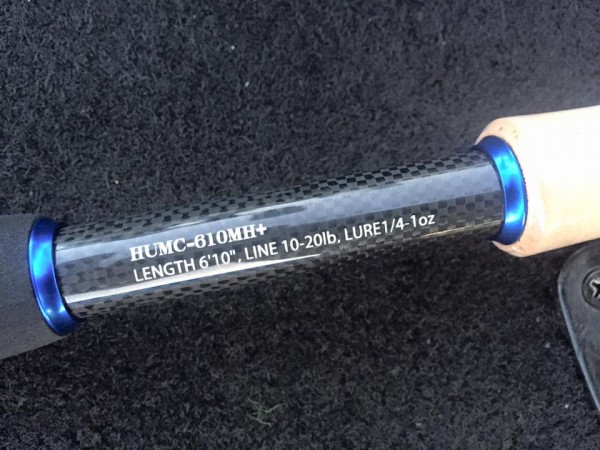 HUMC-610MH+
LENGTH 6'10", LINE 10-20lb, LURE1/4-1oz